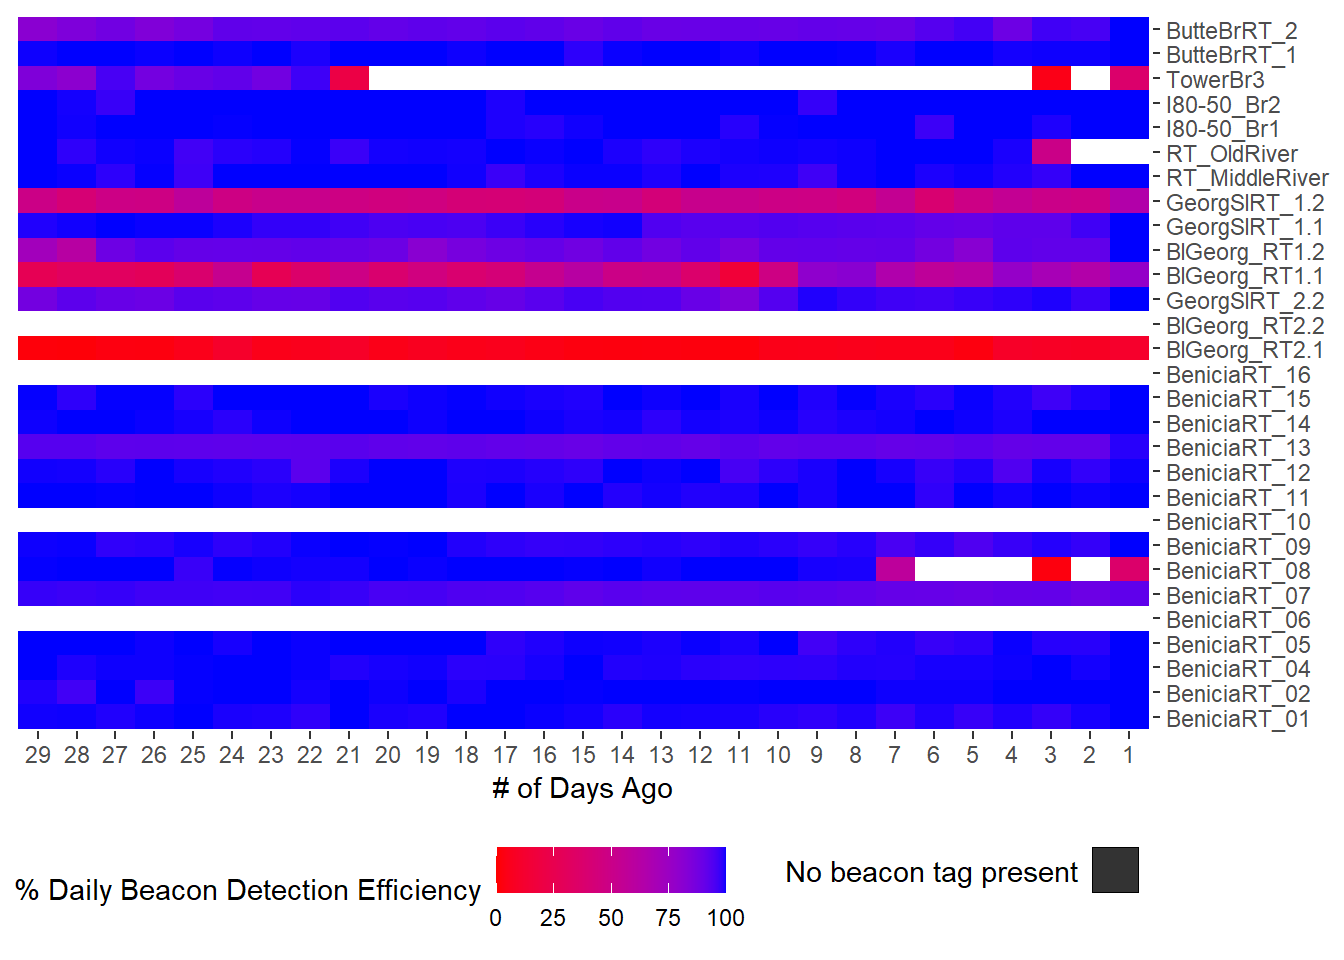 ButteBrRT_2
ButteBrRT_1
TowerBr3
I80-50_Br2
I80-50_Br1
RT_OldRiver
RT_MiddleRiver
GeorgSlRT_1.2
GeorgSlRT_1.1
BlGeorg_RT1.2
BlGeorg_RT1.1
GeorgSlRT_2.2
BlGeorg_RT2.2
BlGeorg_RT2.1
BeniciaRT_16
BeniciaRT_15
BeniciaRT_14
BeniciaRT_13
BeniciaRT_12
BeniciaRT_11
BeniciaRT_10
BeniciaRT_09
BeniciaRT_08
BeniciaRT_07
BeniciaRT_06
BeniciaRT_05
BeniciaRT_04
BeniciaRT_02
BeniciaRT_01
29 28 27 26 25 24 23 22 21 20 19 18 17 16 15 14 13 12 11 10 9 8 7 6 5 4 3 2 1
# of Days Ago
% Daily Beacon Detection Efficiency
0 25 50 75 100
No beacon tag present